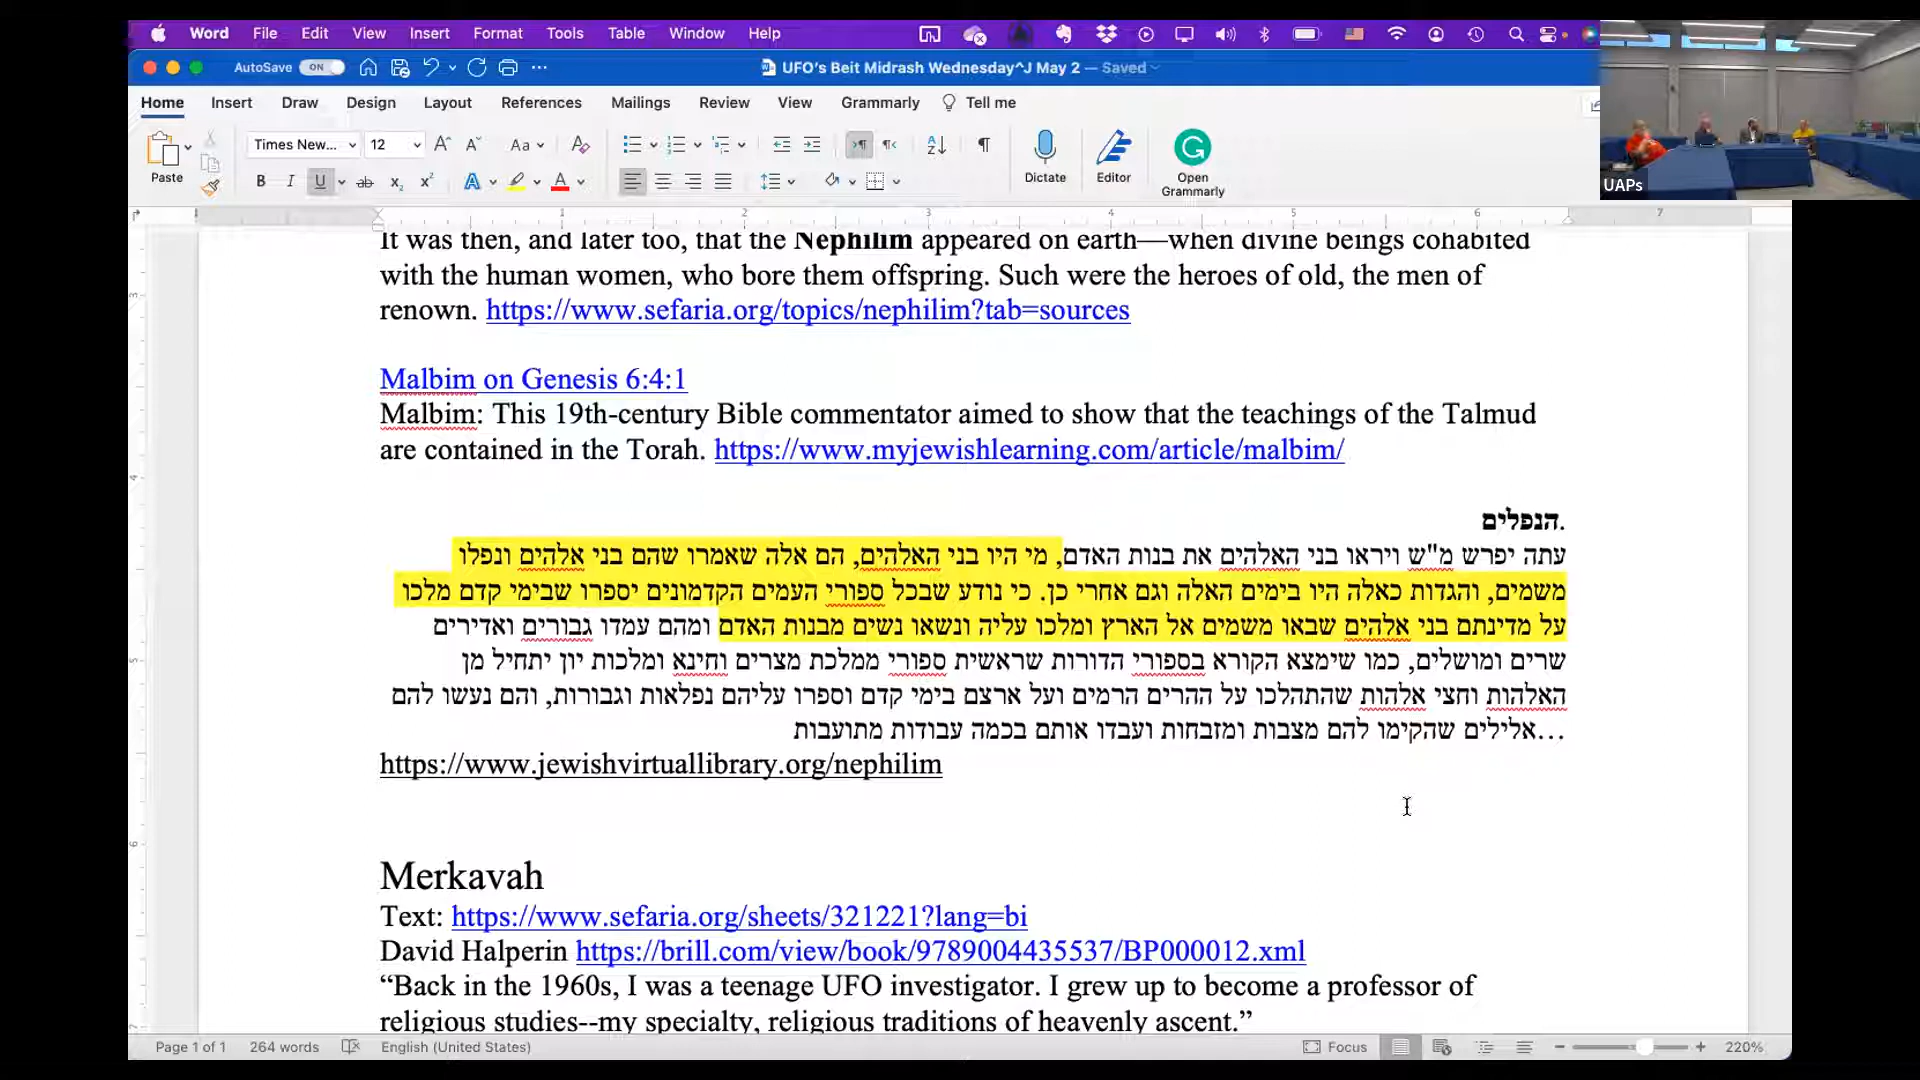 Word File Edit View Insert Format Tools Table Window Help
AutoSave ON UFO's Beit Midrash Wednesday^J May 2 — Saved
Home Insert Draw Design Layout References Mailings Review View Grammarly Tell me
Times New... 12
Paste Dictate Editor Open Grammarly
UAPs
1 2 3 4 5 6 7
It was then, and later too, that the Nephilim appeared on earth—when divine beings cohabited
with the human women, who bore them offspring. Such were the heroes of old, the men of
renown. https://www.sefaria.org/topics/nephilim?tab=sources
Malbim on Genesis 6:4:1
Malbim: This 19th-century Bible commentator aimed to show that the teachings of the Talmud
are contained in the Torah. https://www.myjewishlearning.com/article/malbim/
הנפלים.
עתה יפרש מ"ש ויראו בני האלהים את בנות האדם, מי היו בני האלהים, הם אלה שאמרו שהם בני אלהים ונפלו
משמים, והגדות כאלה היו בימים האלה וגם אחרי כן. כי נודע שבכל ספורי העמים הקדמונים יספרו שבימי קדם מלכו
על מדינתם בני אלהים שבאו משמים אל הארץ ומלכו עליה ונשאו נשים מבנות האדם ומהם עמדו גבורים ואדירים
שרים ומושלים, כמו שימצא הקורא בספורי הדורות שראשית ספורי ממלכת מצרים וחינא ומלכות יון יתחיל מן
האלהות וחצי אלהות שהתהלכו על ההרים הרמים ועל ארצם בימי קדם וספרו עליהם נפלאות וגבורות, והם נעשו להם
אלילים שהקימו להם מצבות ומזבחות ועבדו אותם בכמה עבודות מתועבות...
https://www.jewishvirtuallibrary.org/nephilim
Merkavah
Text: https://www.sefaria.org/sheets/321221?lang=bi
David Halperin https://brill.com/view/book/9789004435537/BP000012.xml
“Back in the 1960s, I was a teenage UFO investigator. I grew up to become a professor of
religious studies--my specialty, religious traditions of heavenly ascent.”
Page 1 of 1 264 words English (United States) Focus 220%